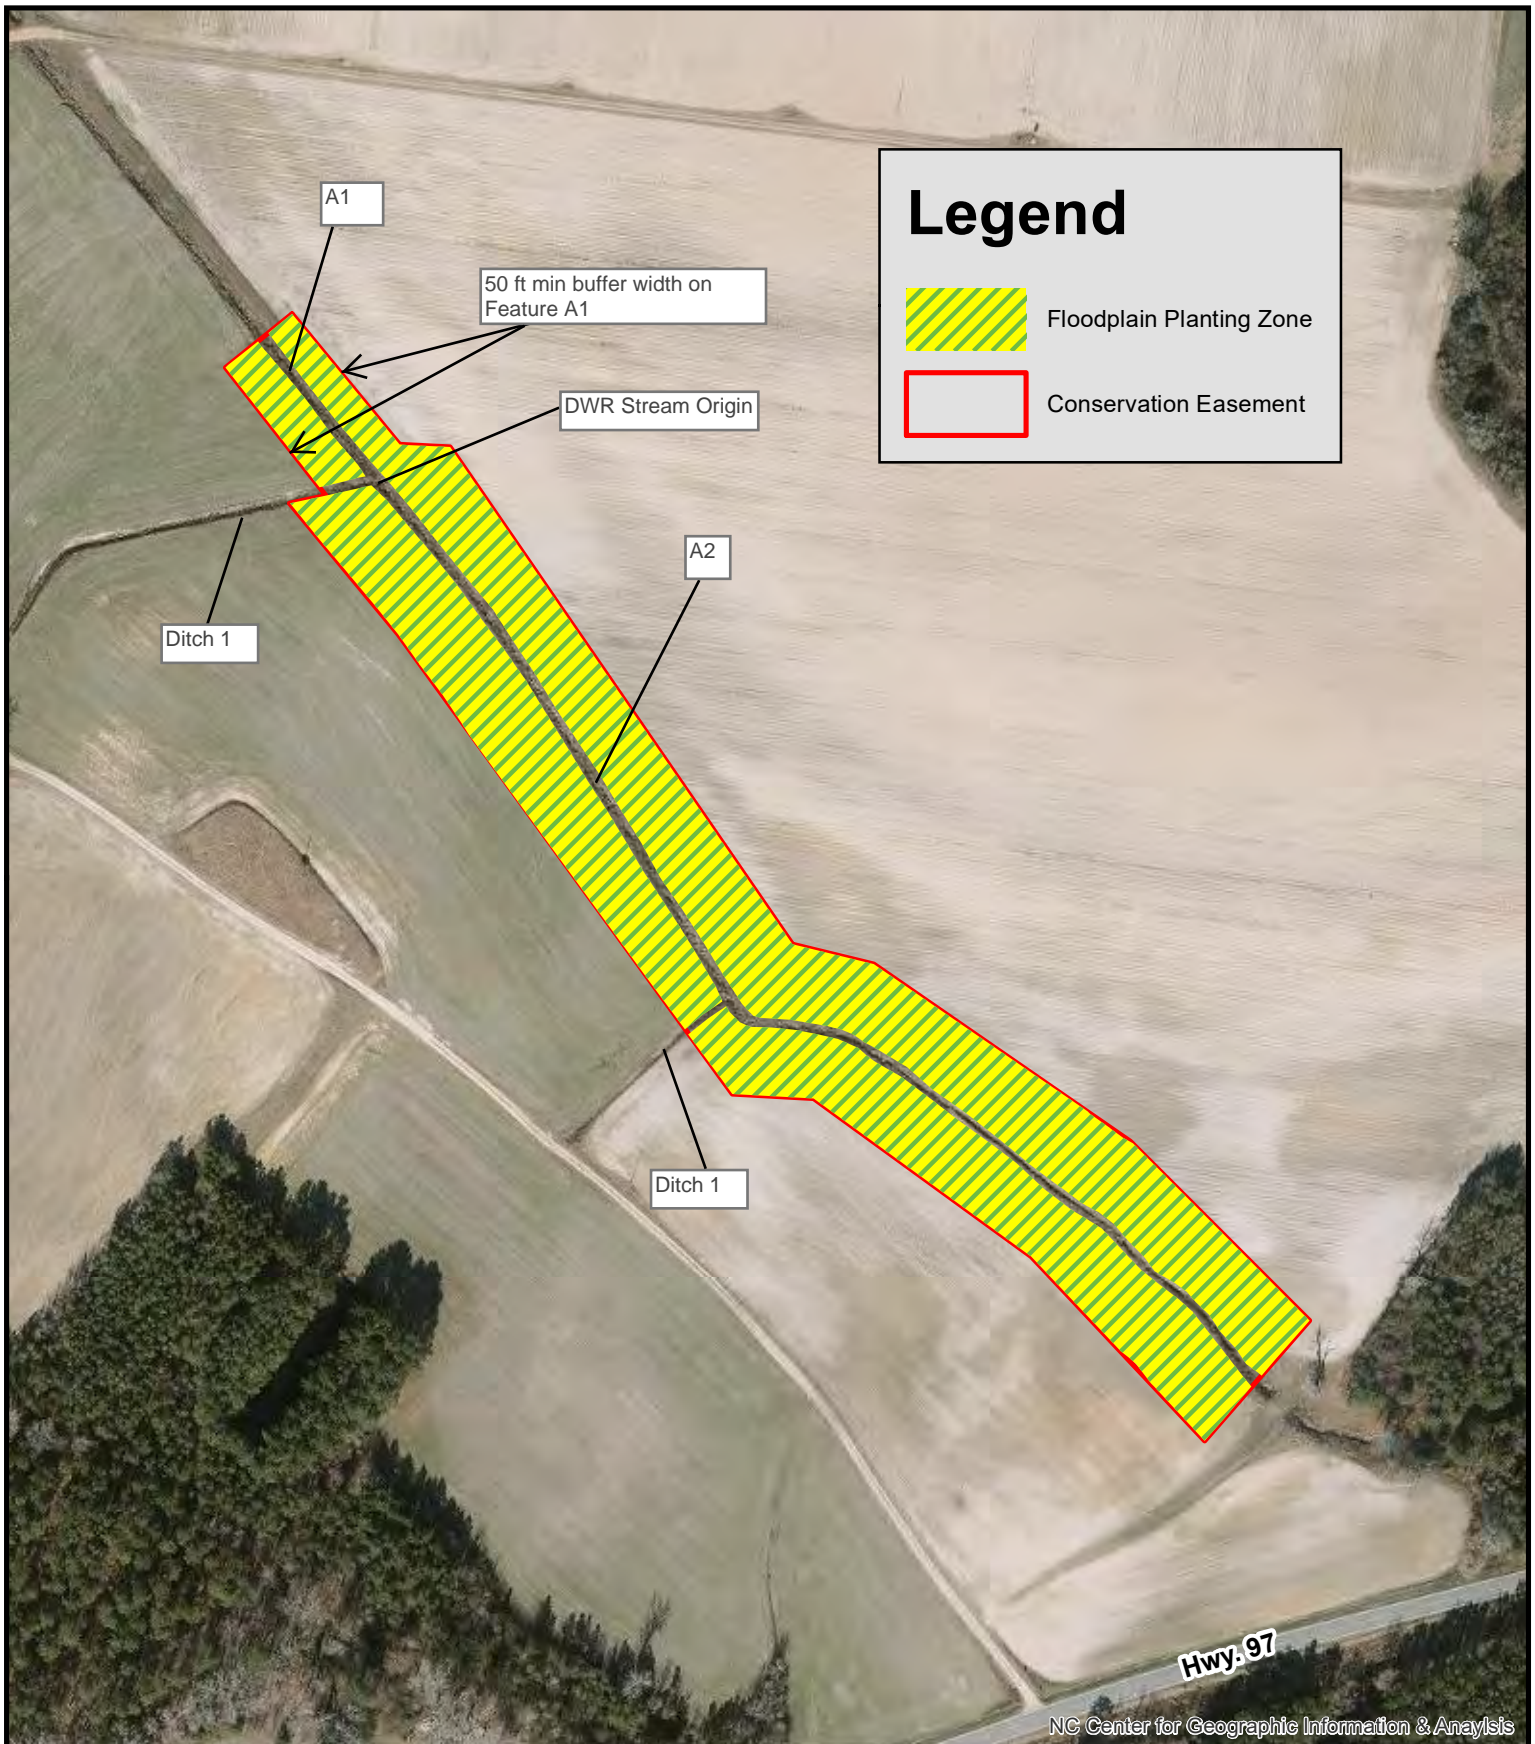 A1
50 ft min buffer width on
Feature A1
DWR Stream Origin
A2
Ditch 1
Ditch 1
Legend
Floodplain Planting Zone
Conservation Easement
Hwy. 97
NC Center for Geographic Information & Anaylsis